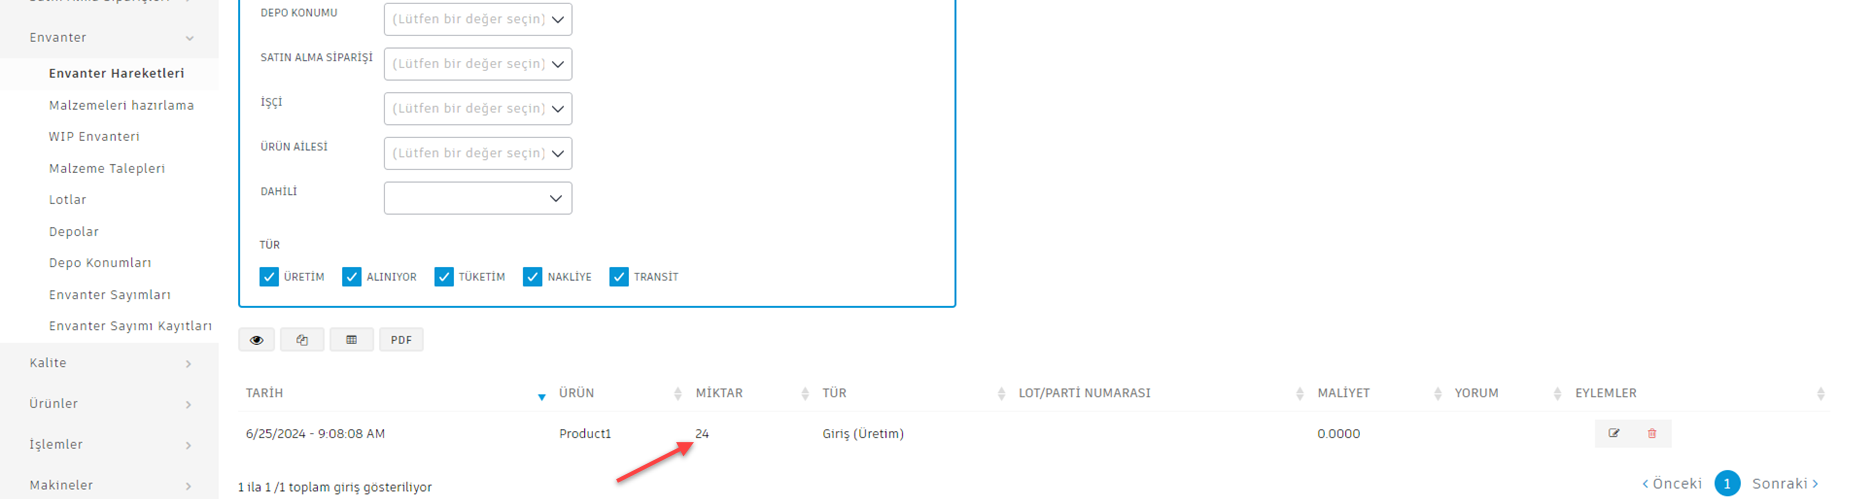 Envanter
Envanter Hareketleri
Malzemeleri hazırlama
WIP Envanteri
Malzeme Talepleri
Lotlar
Depolar
Depo Konumları
Envanter Sayımları
Envanter Sayımı Kayıtları
Kalite
Ürünler
İşlemler
Makineler
DEPO KONUMU (Lütfen bir değer seçin)
SATIN ALMA SİPARİŞİ (Lütfen bir değer seçin)
İŞÇİ (Lütfen bir değer seçin)
ÜRÜN AİLESİ (Lütfen bir değer seçin)
DAHİLİ
TÜR
ÜRETİM ALINIYOR TÜKETİM NAKLİYE TRANSİT
PDF
TARİH ÜRÜN MİKTAR TÜR LOT/PARTİ NUMARASI MALİYET YORUM EYLEMLER
6/25/2024 - 9:08:08 AM Product1 24 Giriş (Üretim) 0.0000
1 ila 1 /1 toplam giriş gösteriliyor
Önceki 1 Sonraki